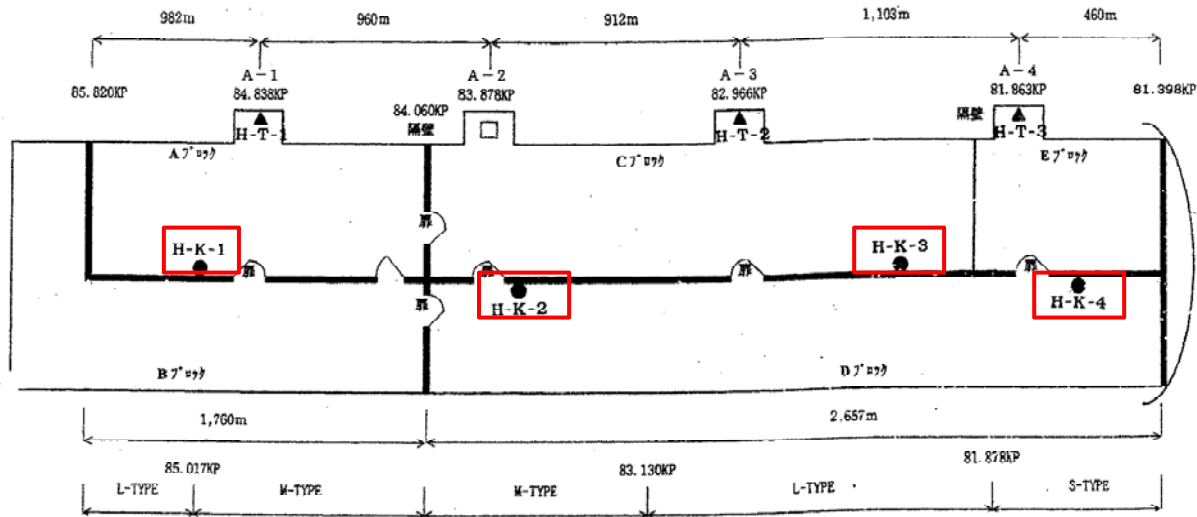 982m 960m 912m 1,103m 460m
A-1 A-2 A-3 A-4
85.820KP 84.838KP 84.060KP 83.878KP 82.966KP 81.863KP 81.398KP
隔壁 隔壁
H-T-1 H-T-2 H-T-3
Aブロック Cブロック Eブロック
扉
H-K-1 H-K-3
扉 扉 扉 扉
扉
H-K-2 H-K-4
Bブロック Dブロック
1,760m 2,657m
85.017KP 83.130KP 81.878KP
L-TYPE M-TYPE M-TYPE L-TYPE S-TYPE